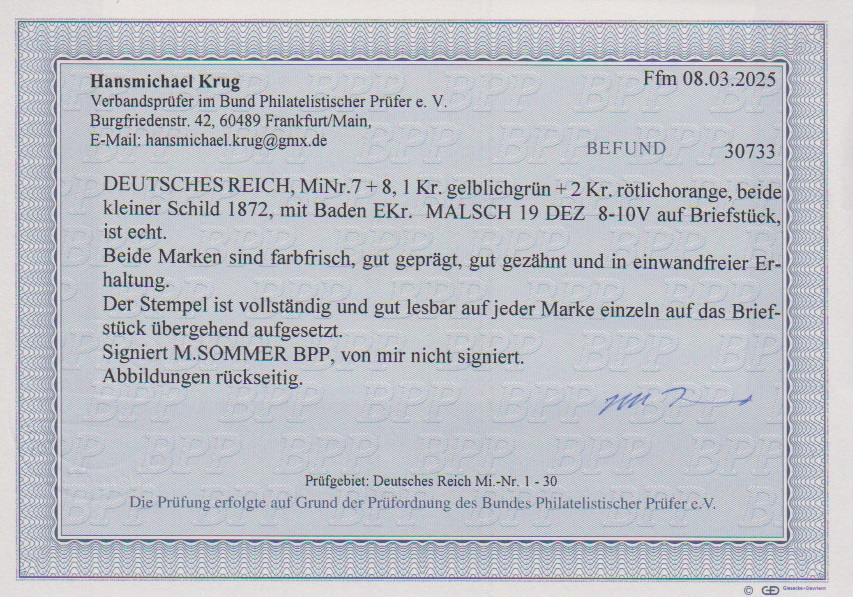 Hansmichael Krug
Ffm 08.03.2025
Verbandsprüfer im Bund Philatelistischer Prüfer e. V.
Burgfriedenstr. 42, 60489 Frankfurt/Main,
E-Mail: hansmichael.krug@gmx.de
BEFUND 30733
DEUTSCHES REICH, MiNr.7 + 8, 1 Kr. gelblichgrün + 2 Kr. rötlichorange, beide
kleiner Schild 1872, mit Baden EKr. MALSCH 19 DEZ 8-10V auf Briefstück,
ist echt.
Beide Marken sind farbfrisch, gut geprägt, gut gezähnt und in einwandfreier Er-
haltung.
Der Stempel ist vollständig und gut lesbar auf jeder Marke einzeln auf das Brief-
stück übergehend aufgesetzt.
Signiert M.SOMMER BPP, von mir nicht signiert.
Abbildungen rückseitig.
Prüfgebiet: Deutsches Reich Mi.-Nr. 1 - 30
Die Prüfung erfolgte auf Grund der Prüfordnung des Bundes Philatelistischer Prüfer e.V.
© GD Giesecke+Devrient